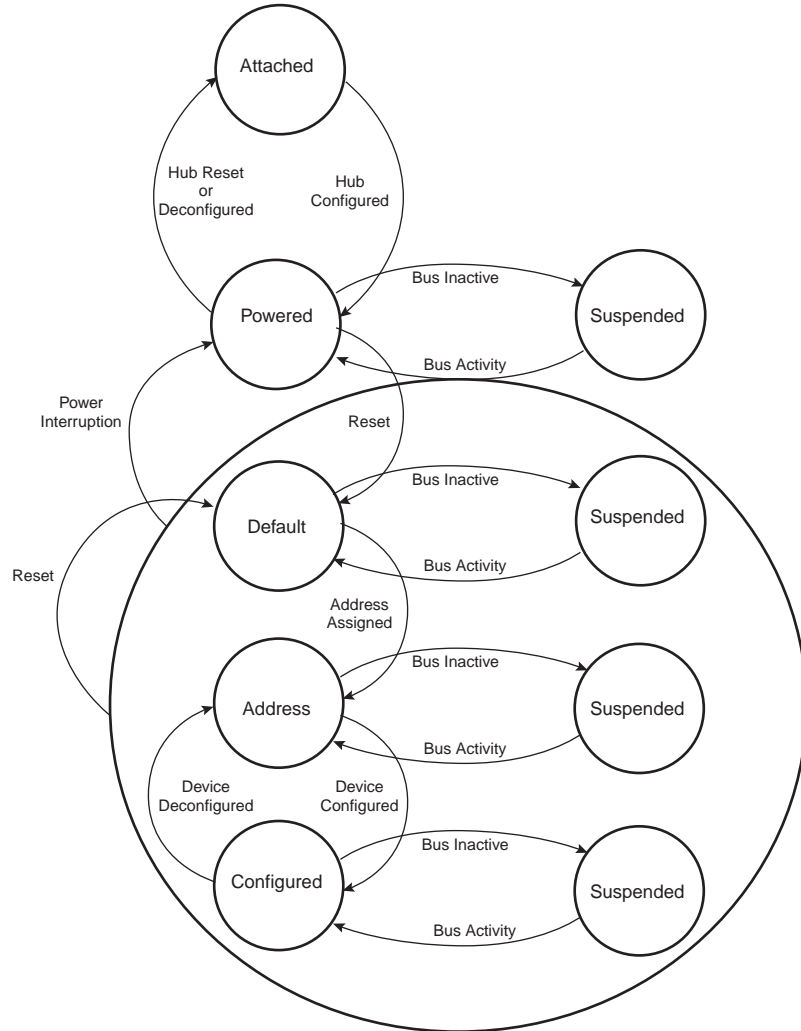 Attached
Hub Reset
or
Deconfigured
Hub
Configured
Bus Inactive
Powered
Suspended
Bus Activity
Power
Interruption
Reset
Bus Inactive
Default
Suspended
Bus Activity
Reset
Address
Assigned
Bus Inactive
Address
Suspended
Bus Activity
Device
Deconfigured
Device
Configured
Bus Inactive
Configured
Suspended
Bus Activity